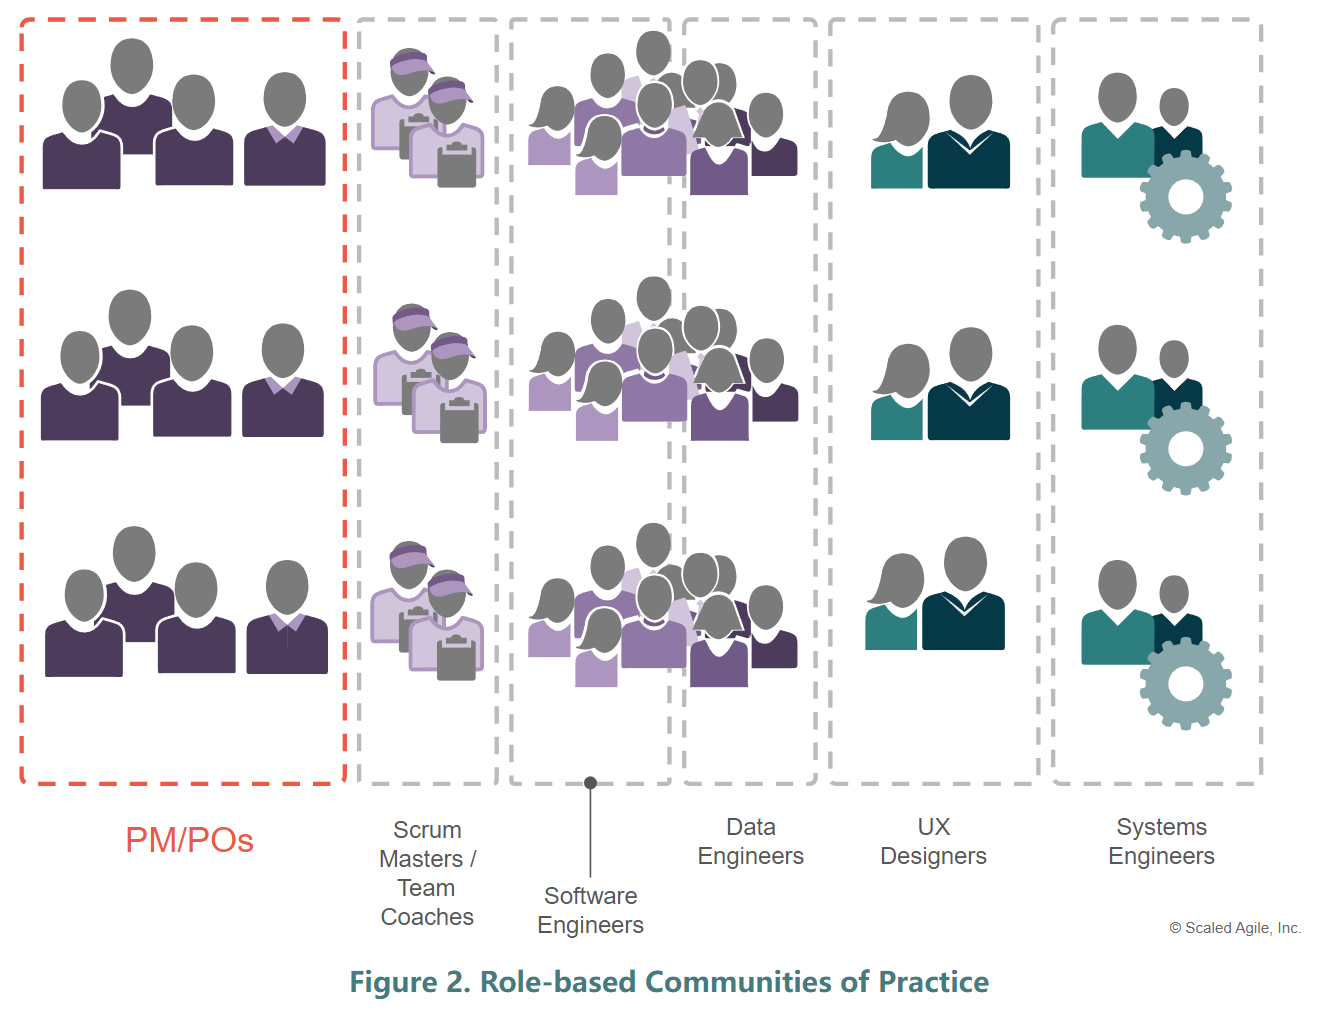 PM/POs
Scrum
Masters /
Team
Coaches
Software
Engineers
Data
Engineers
UX
Designers
Systems
Engineers
© Scaled Agile, Inc.
Figure 2. Role-based Communities of Practice